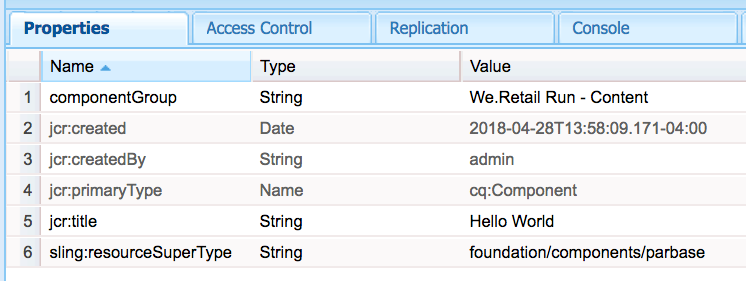 Properties Access Control Replication Console
Name Type Value
1 componentGroup String We.Retail Run - Content
2 jcr:created Date 2018-04-28T13:58:09.171-04:00
3 jcr:createdBy String admin
4 jcr:primaryType Name cq:Component
5 jcr:title String Hello World
6 sling:resourceSuperType String foundation/components/parbase